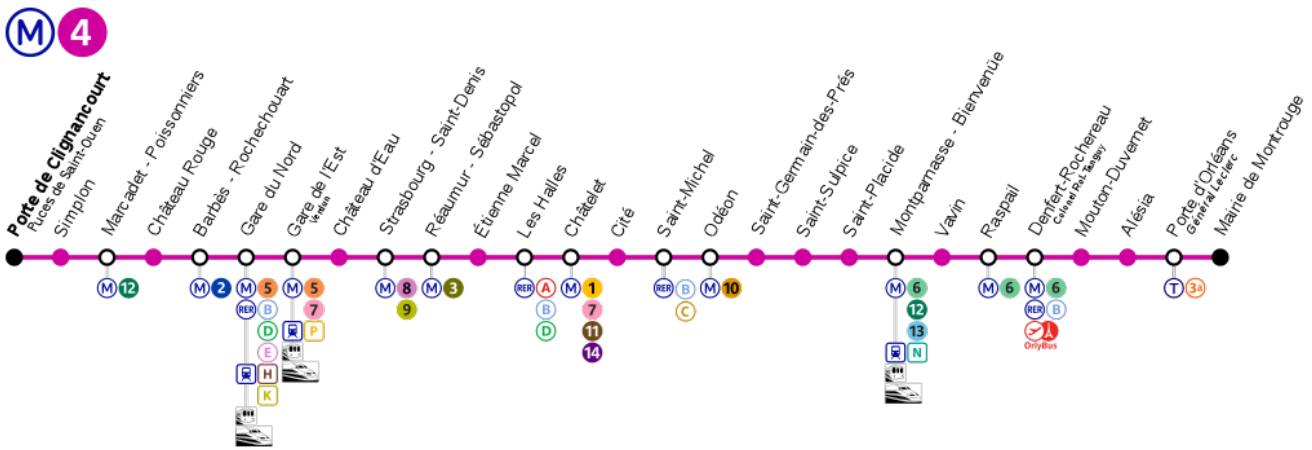 M 4
Porte de Clignancourt
Puces de Saint-Ouen
Simplon
Marcadet - Poissonniers
Château Rouge
Barbès - Rochechouart
Gare du Nord
Gare de l'Est
Verdun
Château d'Eau
Strasbourg - Saint-Denis
Réaumur - Sébastopol
Étienne Marcel
Les Halles
Châtelet
Cité
Saint-Michel
Odéon
Saint-Germain-des-Prés
Saint-Sulpice
Saint-Placide
Montparnasse - Bienvenüe
Vavin
Raspail
Denfert-Rochereau
Colonel Rol-Tanguy
Mouton-Duvernet
Alésia
Porte d'Orléans
Général Leclerc
Mairie de Montrouge
M 12
M 2
M 5
RER B
D
E
H
K
M 5
7
P
M 8
9
M 3
RER A
B
D
M 1
7
11
14
RER B
C
M 10
M 6
12
13
N
M 6
M 6
RER B
OrlyBus
T 3a